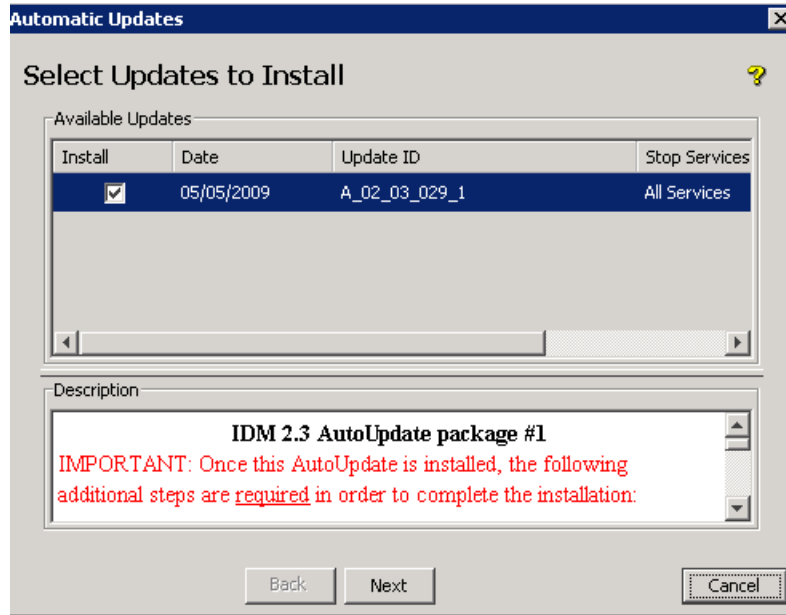 Automatic Updates
Select Updates to Install
Available Updates
Install Date Update ID Stop Services
05/05/2009 A_02_03_029_1 All Services
Description
IDM 2.3 AutoUpdate package #1
IMPORTANT: Once this AutoUpdate is installed, the following
additional steps are required in order to complete the installation:
Back Next Cancel